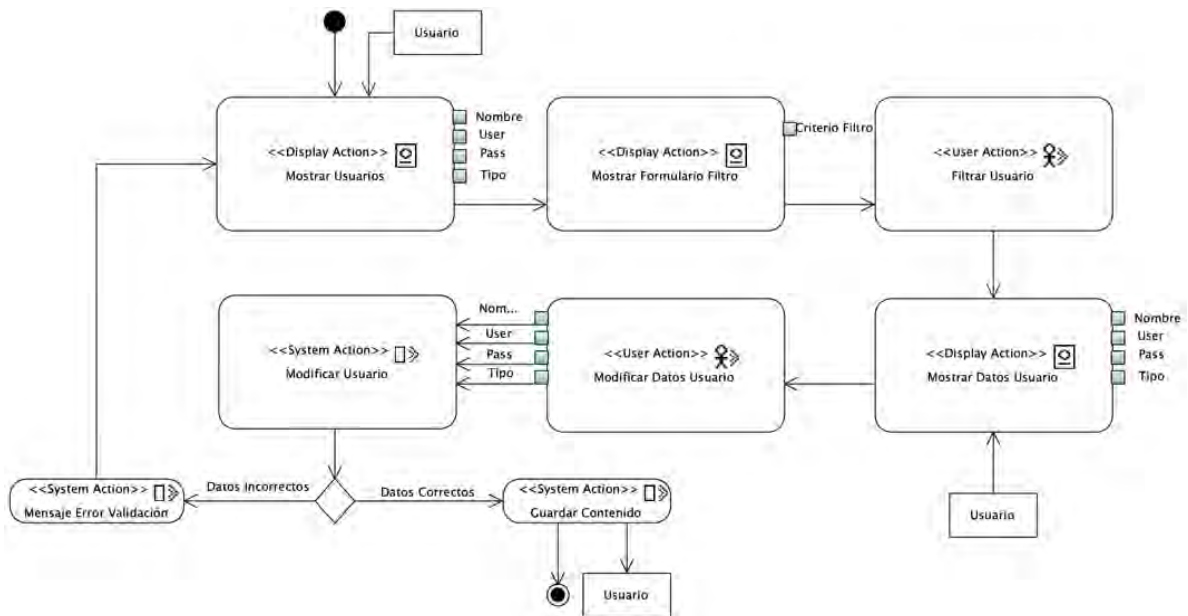 Usuario
<<Display Action>>
Mostrar Usuarios
Nombre
User
Pass
Tipo
<<Display Action>>
Mostrar Formulario Filtro
Criterio Filtro
<<User Action>>
Filtrar Usuario
<<System Action>>
Modificar Usuario
Nom...
User
Pass
Tipo
<<User Action>>
Modificar Datos Usuario
<<Display Action>>
Mostrar Datos Usuario
Nombre
User
Pass
Tipo
<<System Action>>
Mensaje Error Validación
Datos Incorrectos
Datos Correctos
<<System Action>>
Guardar Contenido
Usuario
Usuario